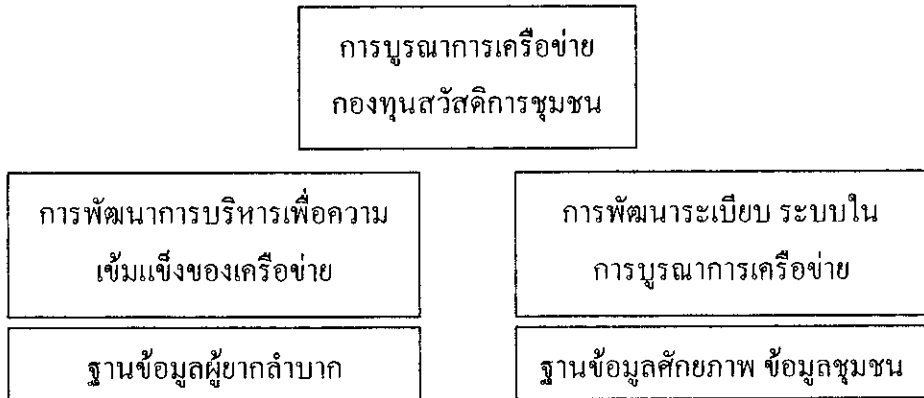 การบูรณาการเครือข่าย
กองทุนสวัสดิการชุมชน
การพัฒนาการบริหารเพื่อความ
เข้มแข็งของเครือข่าย
การพัฒนาระเบียบ ระบบใน
การบูรณาการเครือข่าย
ฐานข้อมูลผู้ยากลำบาก
ฐานข้อมูลศักยภาพ ข้อมูลชุมชน